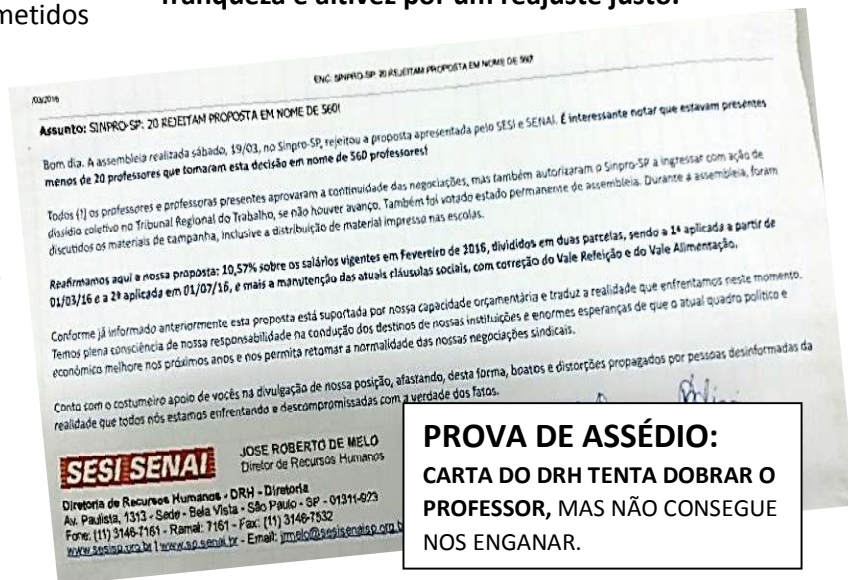 metidos
franqueza e altivez por um reajuste justo.
/03/2016
ENC: SINPRO-SP: 20 REJEITAM PROPOSTA EM NOME DE 560!
Assunto: SINPRO-SP: 20 REJEITAM PROPOSTA EM NOME DE 560!
Bom dia. A assembleia realizada sábado, 19/03, no Sinpro-SP, rejeitou a proposta apresentada pelo SESI e SENAI. É interessante notar que estavam presentes
menos de 20 professores que tomaram esta decisão em nome de 560 professores!
Todos (!) os professores e professoras presentes aprovaram a continuidade das negociações, mas também autorizaram o Sinpro-SP a ingressar com ação de
dissídio coletivo no Tribunal Regional do Trabalho, se não houver avanço. Também foi votado estado permanente de assembleia. Durante a assembleia, foram
discutidos os materiais de campanha, inclusive a distribuição de material impresso nas escolas.
Reafirmamos aqui a nossa proposta: 10,57% sobre os salários vigentes em Fevereiro de 2016, divididos em duas parcelas, sendo a 1ª aplicada a partir de
01/03/16 e a 2ª aplicada em 01/07/16, e mais a manutenção das atuais cláusulas sociais, com correção do Vale Refeição e do Vale Alimentação.
Conforme já informado anteriormente esta proposta está suportada por nossa capacidade orçamentária e traduz a realidade que enfrentamos neste momento.
Temos plena consciência de nossa responsabilidade na condução dos destinos de nossas instituições e enormes esperanças de que o atual quadro político e
econômico melhore nos próximos anos e nos permita retomar a normalidade das nossas negociações sindicais.
Conto com o costumeiro apoio de vocês na divulgação de nossa posição, afastando, desta forma, boatos e distorções propagados por pessoas desinformadas da
realidade que todos nós estamos enfrentando e descompromissadas com a verdade dos fatos.
SESI SENAI
JOSE ROBERTO DE MELO
Diretor de Recursos Humanos
Diretoria de Recursos Humanos - DRH - Diretoria
Av. Paulista, 1313 - Sede - Bela Vista - São Paulo - SP - 01311-923
Fone: (11) 3146-7161 - Ramal: 7161 - Fax: (11) 3146-7532
www.sesisp.org.br | www.sp.senai.br - Email: jrmelo@sesisenaisp.org.b
PROVA DE ASSÉDIO:
CARTA DO DRH TENTA DOBRAR O
PROFESSOR, MAS NÃO CONSEGUE
NOS ENGANAR.